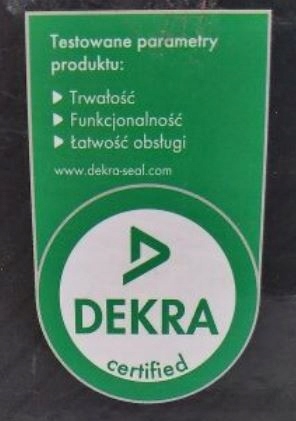 Testowane parametry
produktu:
Trwałość
Funkcjonalność
Łatwość obsługi
www.dekra-seal.com
DEKRA
certified